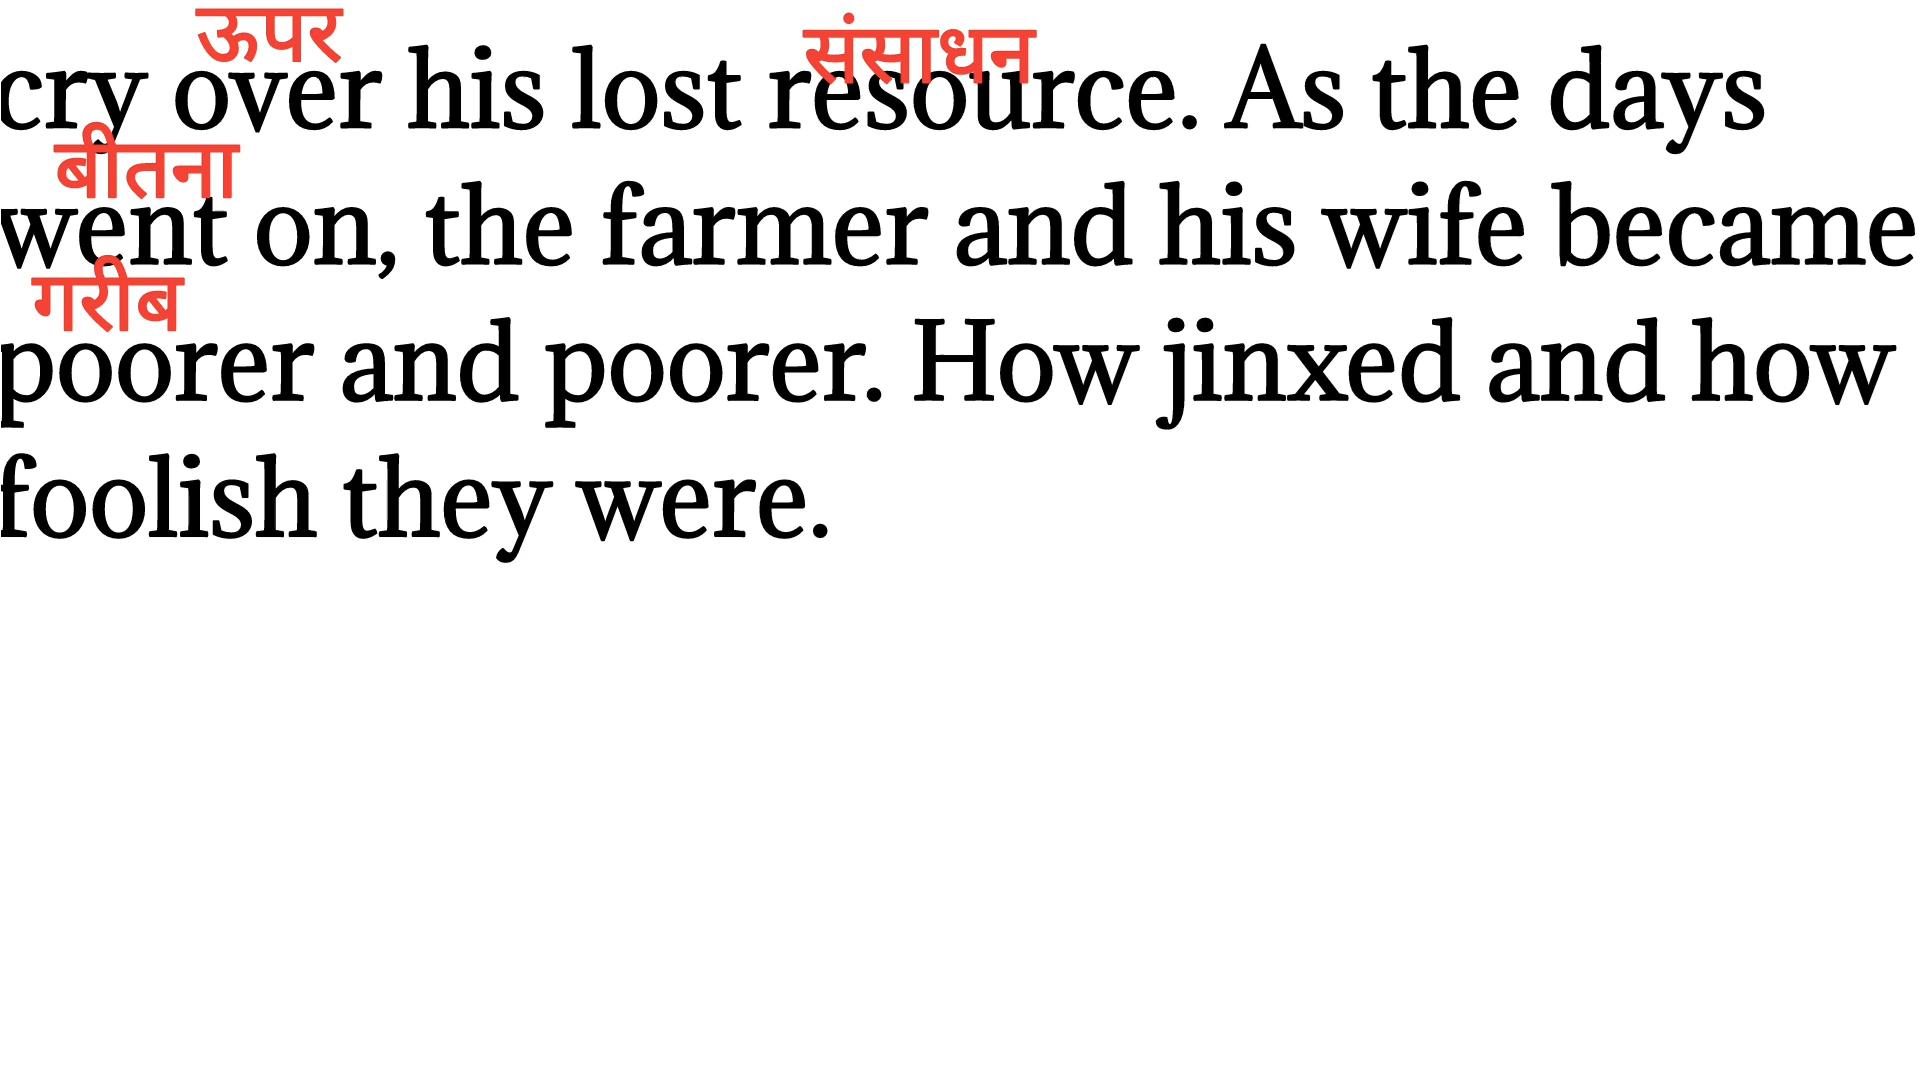 ऊपर संसाधन
cry over his lost resource. As the days
बीतना
went on, the farmer and his wife became
गरीब
poorer and poorer. How jinxed and how
foolish they were.